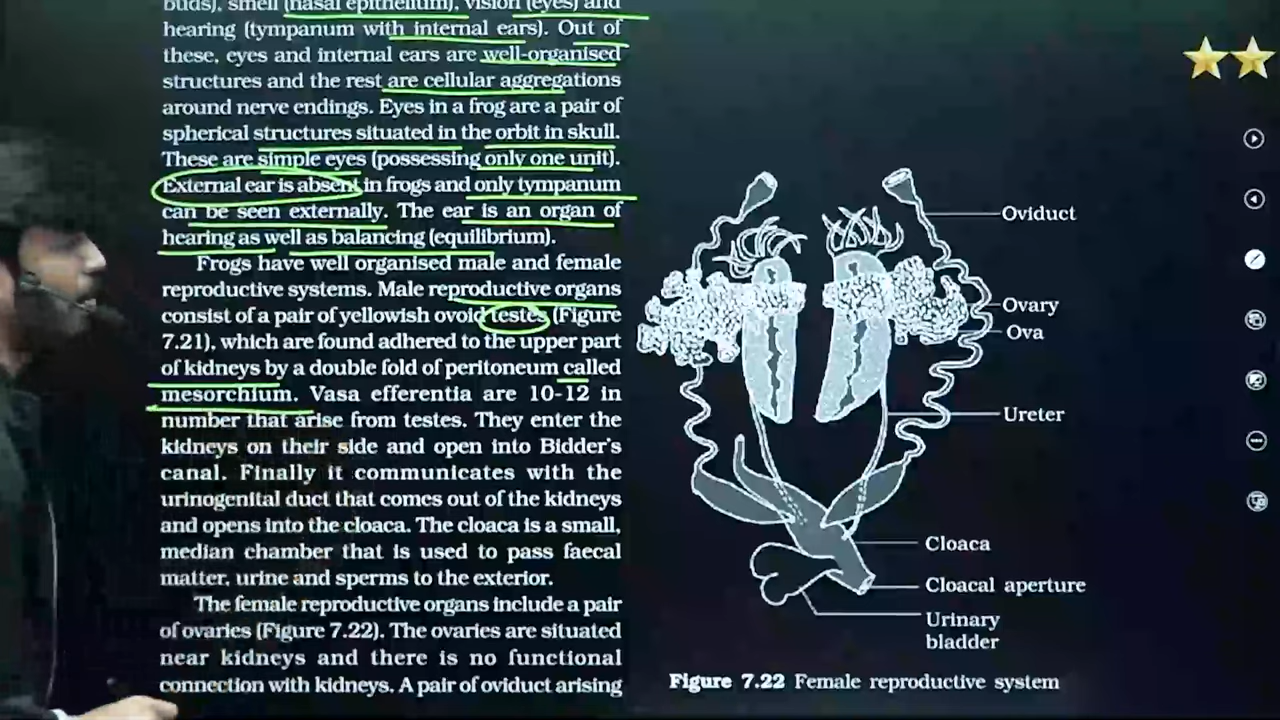 buds), smell (nasal epithelium), vision (eyes) and
hearing (tympanum with internal ears). Out of
these, eyes and internal ears are well-organised
structures and the rest are cellular aggregations
around nerve endings. Eyes in a frog are a pair of
spherical structures situated in the orbit in skull.
These are simple eyes (possessing only one unit).
External ear is absent in frogs and only tympanum
can be seen externally. The ear is an organ of
hearing as well as balancing (equilibrium).
Frogs have well organised male and female
reproductive systems. Male reproductive organs
consist of a pair of yellowish ovoid testes (Figure
7.21), which are found adhered to the upper part
of kidneys by a double fold of peritoneum called
mesorchium. Vasa efferentia are 10-12 in
number that arise from testes. They enter the
kidneys on their side and open into Bidder's
canal. Finally it communicates with the
urinogenital duct that comes out of the kidneys
and opens into the cloaca. The cloaca is a small,
median chamber that is used to pass faecal
matter, urine and sperms to the exterior.
The female reproductive organs include a pair
of ovaries (Figure 7.22). The ovaries are situated
near kidneys and there is no functional
connection with kidneys. A pair of oviduct arising
Oviduct
Ovary
Ova
Ureter
Cloaca
Cloacal aperture
Urinary
bladder
Figure 7.22 Female reproductive system